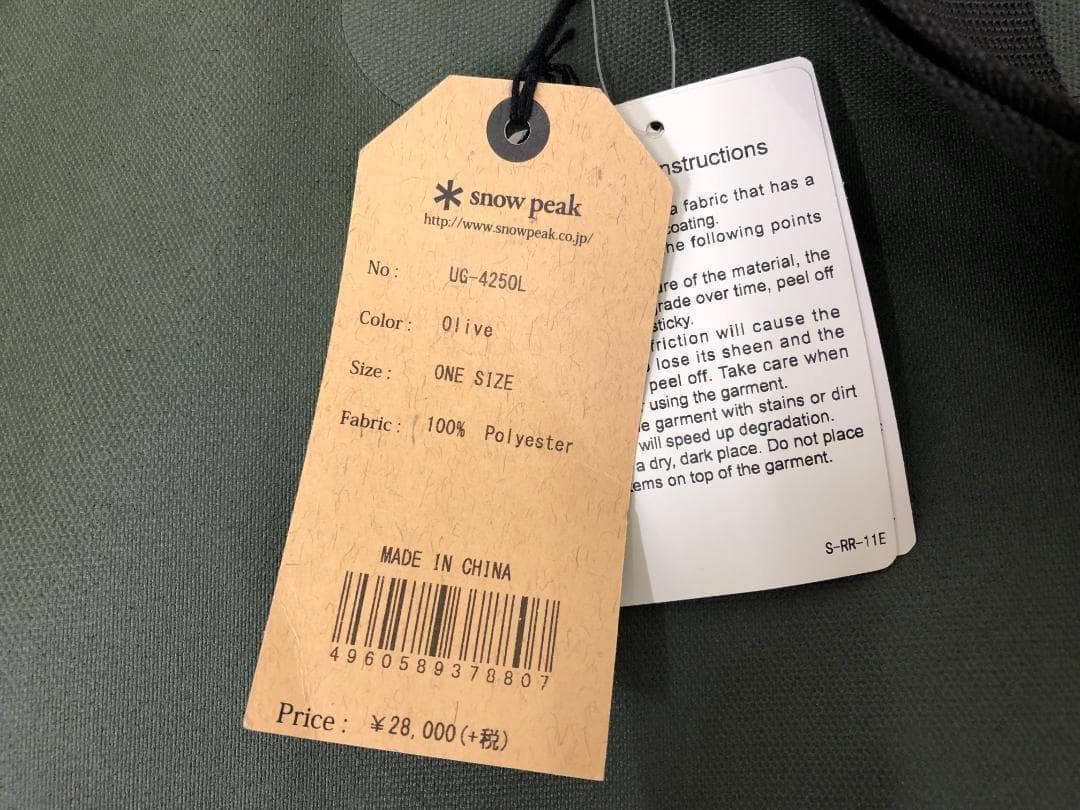 snow peak
http://www.snowpeak.co.jp/
No : UG-4250L
Color : Olive
Size : ONE SIZE
Fabric : 100% Polyester
MADE IN CHINA
4960589378807
Price : ¥28,000(+税)
nstructions
a fabric that has a
oating.
he following points
re of the material, the
rade over time, peel off
sticky.
friction will cause the
lose its sheen and the
peel off. Take care when
using the garment.
e garment with stains or dirt
will speed up degradation.
a dry, dark place. Do not place
ems on top of the garment.
S-RR-11E